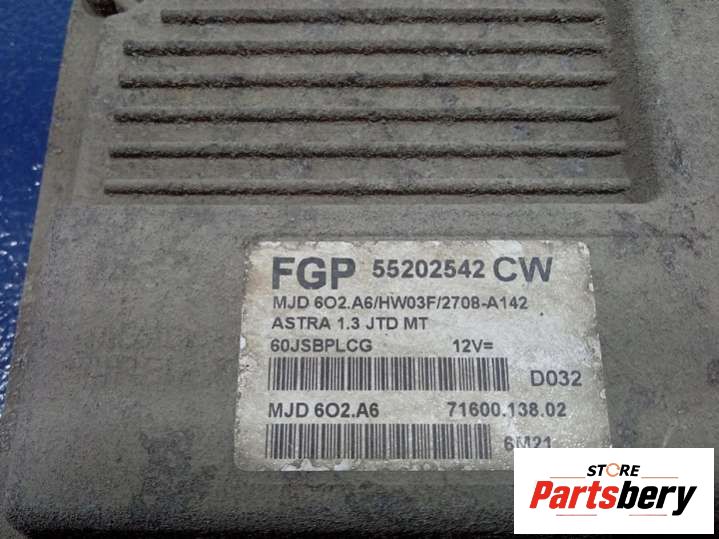 FGP 55202542 CW
MJD 6O2.A6/HW03F/2708-A142
ASTRA 1.3 JTD MT
60JSBPLCG 12V=
D032
MJD 6O2.A6 71600.138.02
6M21
STORE
Partsbery